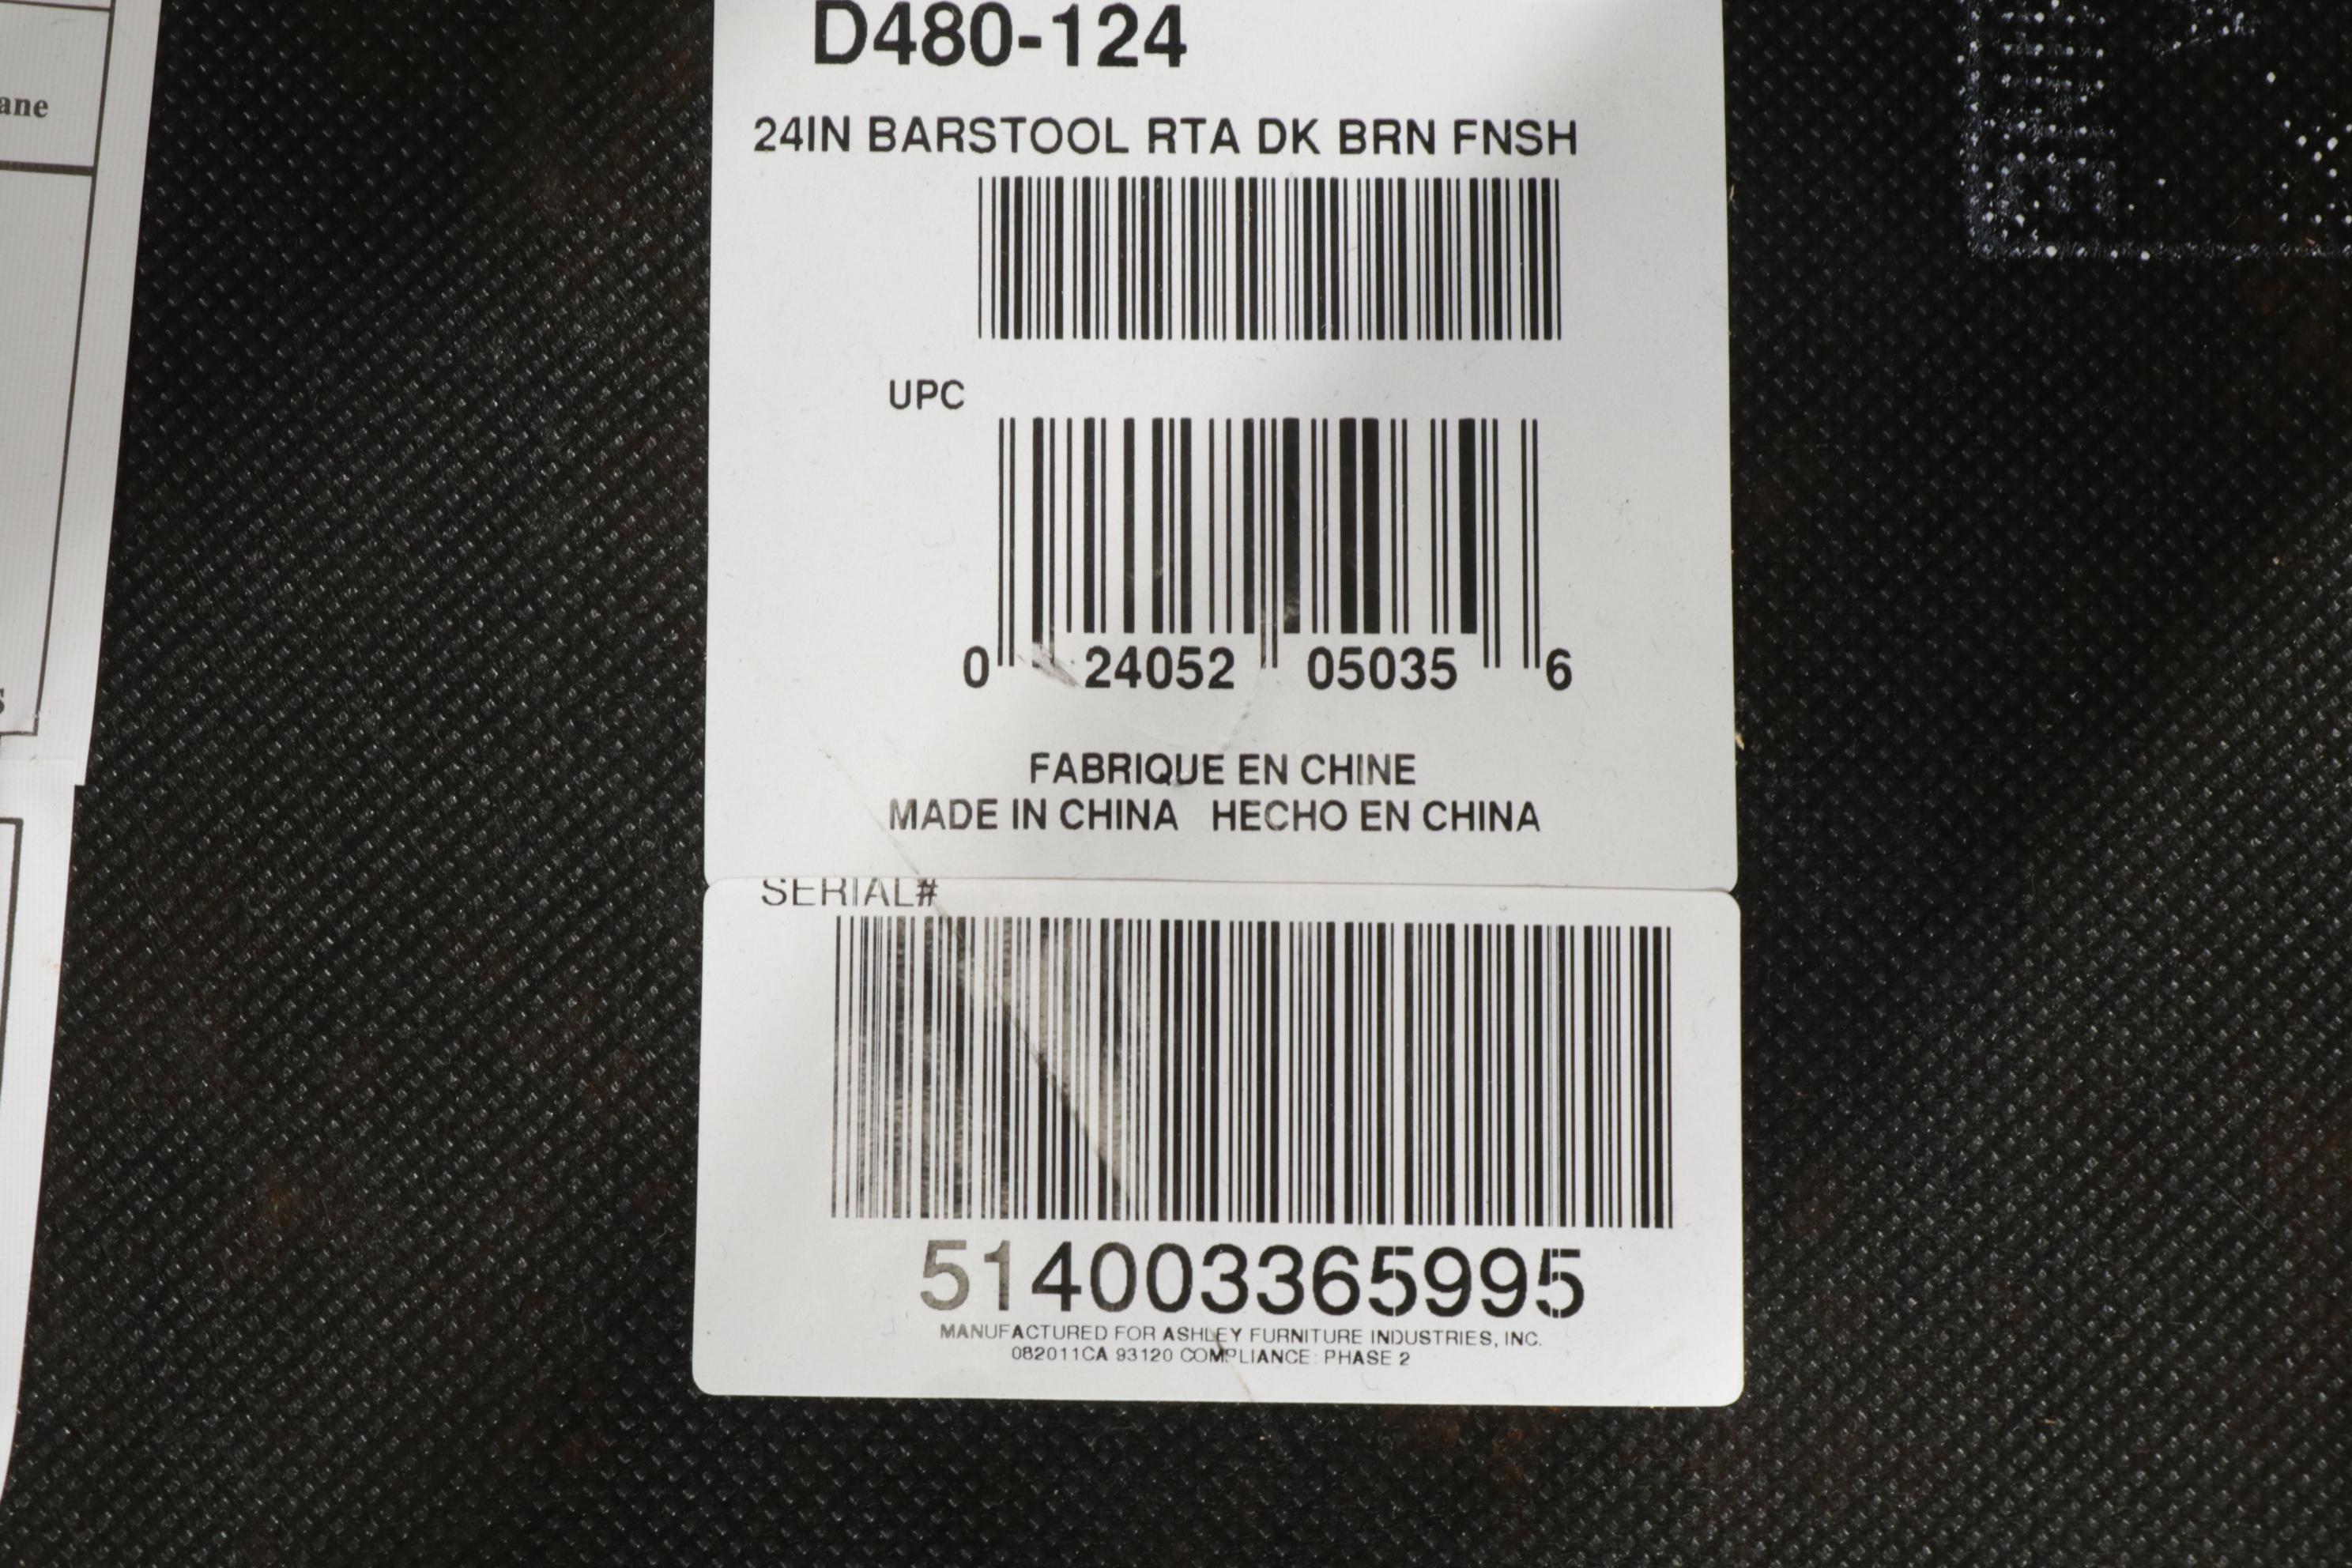 ane
s
D480-124
24IN BARSTOOL RTA DK BRN FNSH
UPC
0 24052 05035 6
FABRIQUE EN CHINE
MADE IN CHINA HECHO EN CHINA
SERIAL#
514003365995
MANUFACTURED FOR ASHLEY FURNITURE INDUSTRIES, INC.
082011CA 93120 COMPLIANCE: PHASE 2